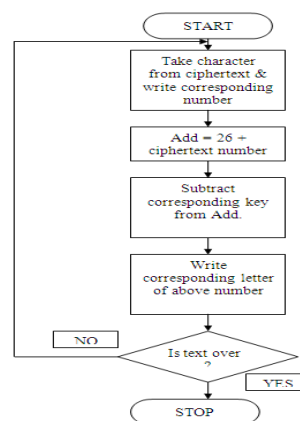 START
Take character
from ciphertext &
write corresponding
number
Add = 26 +
ciphertext number
Subtract
corresponding key
from Add.
Write
corresponding letter
of above number
NO
Is text over
?
YES
STOP